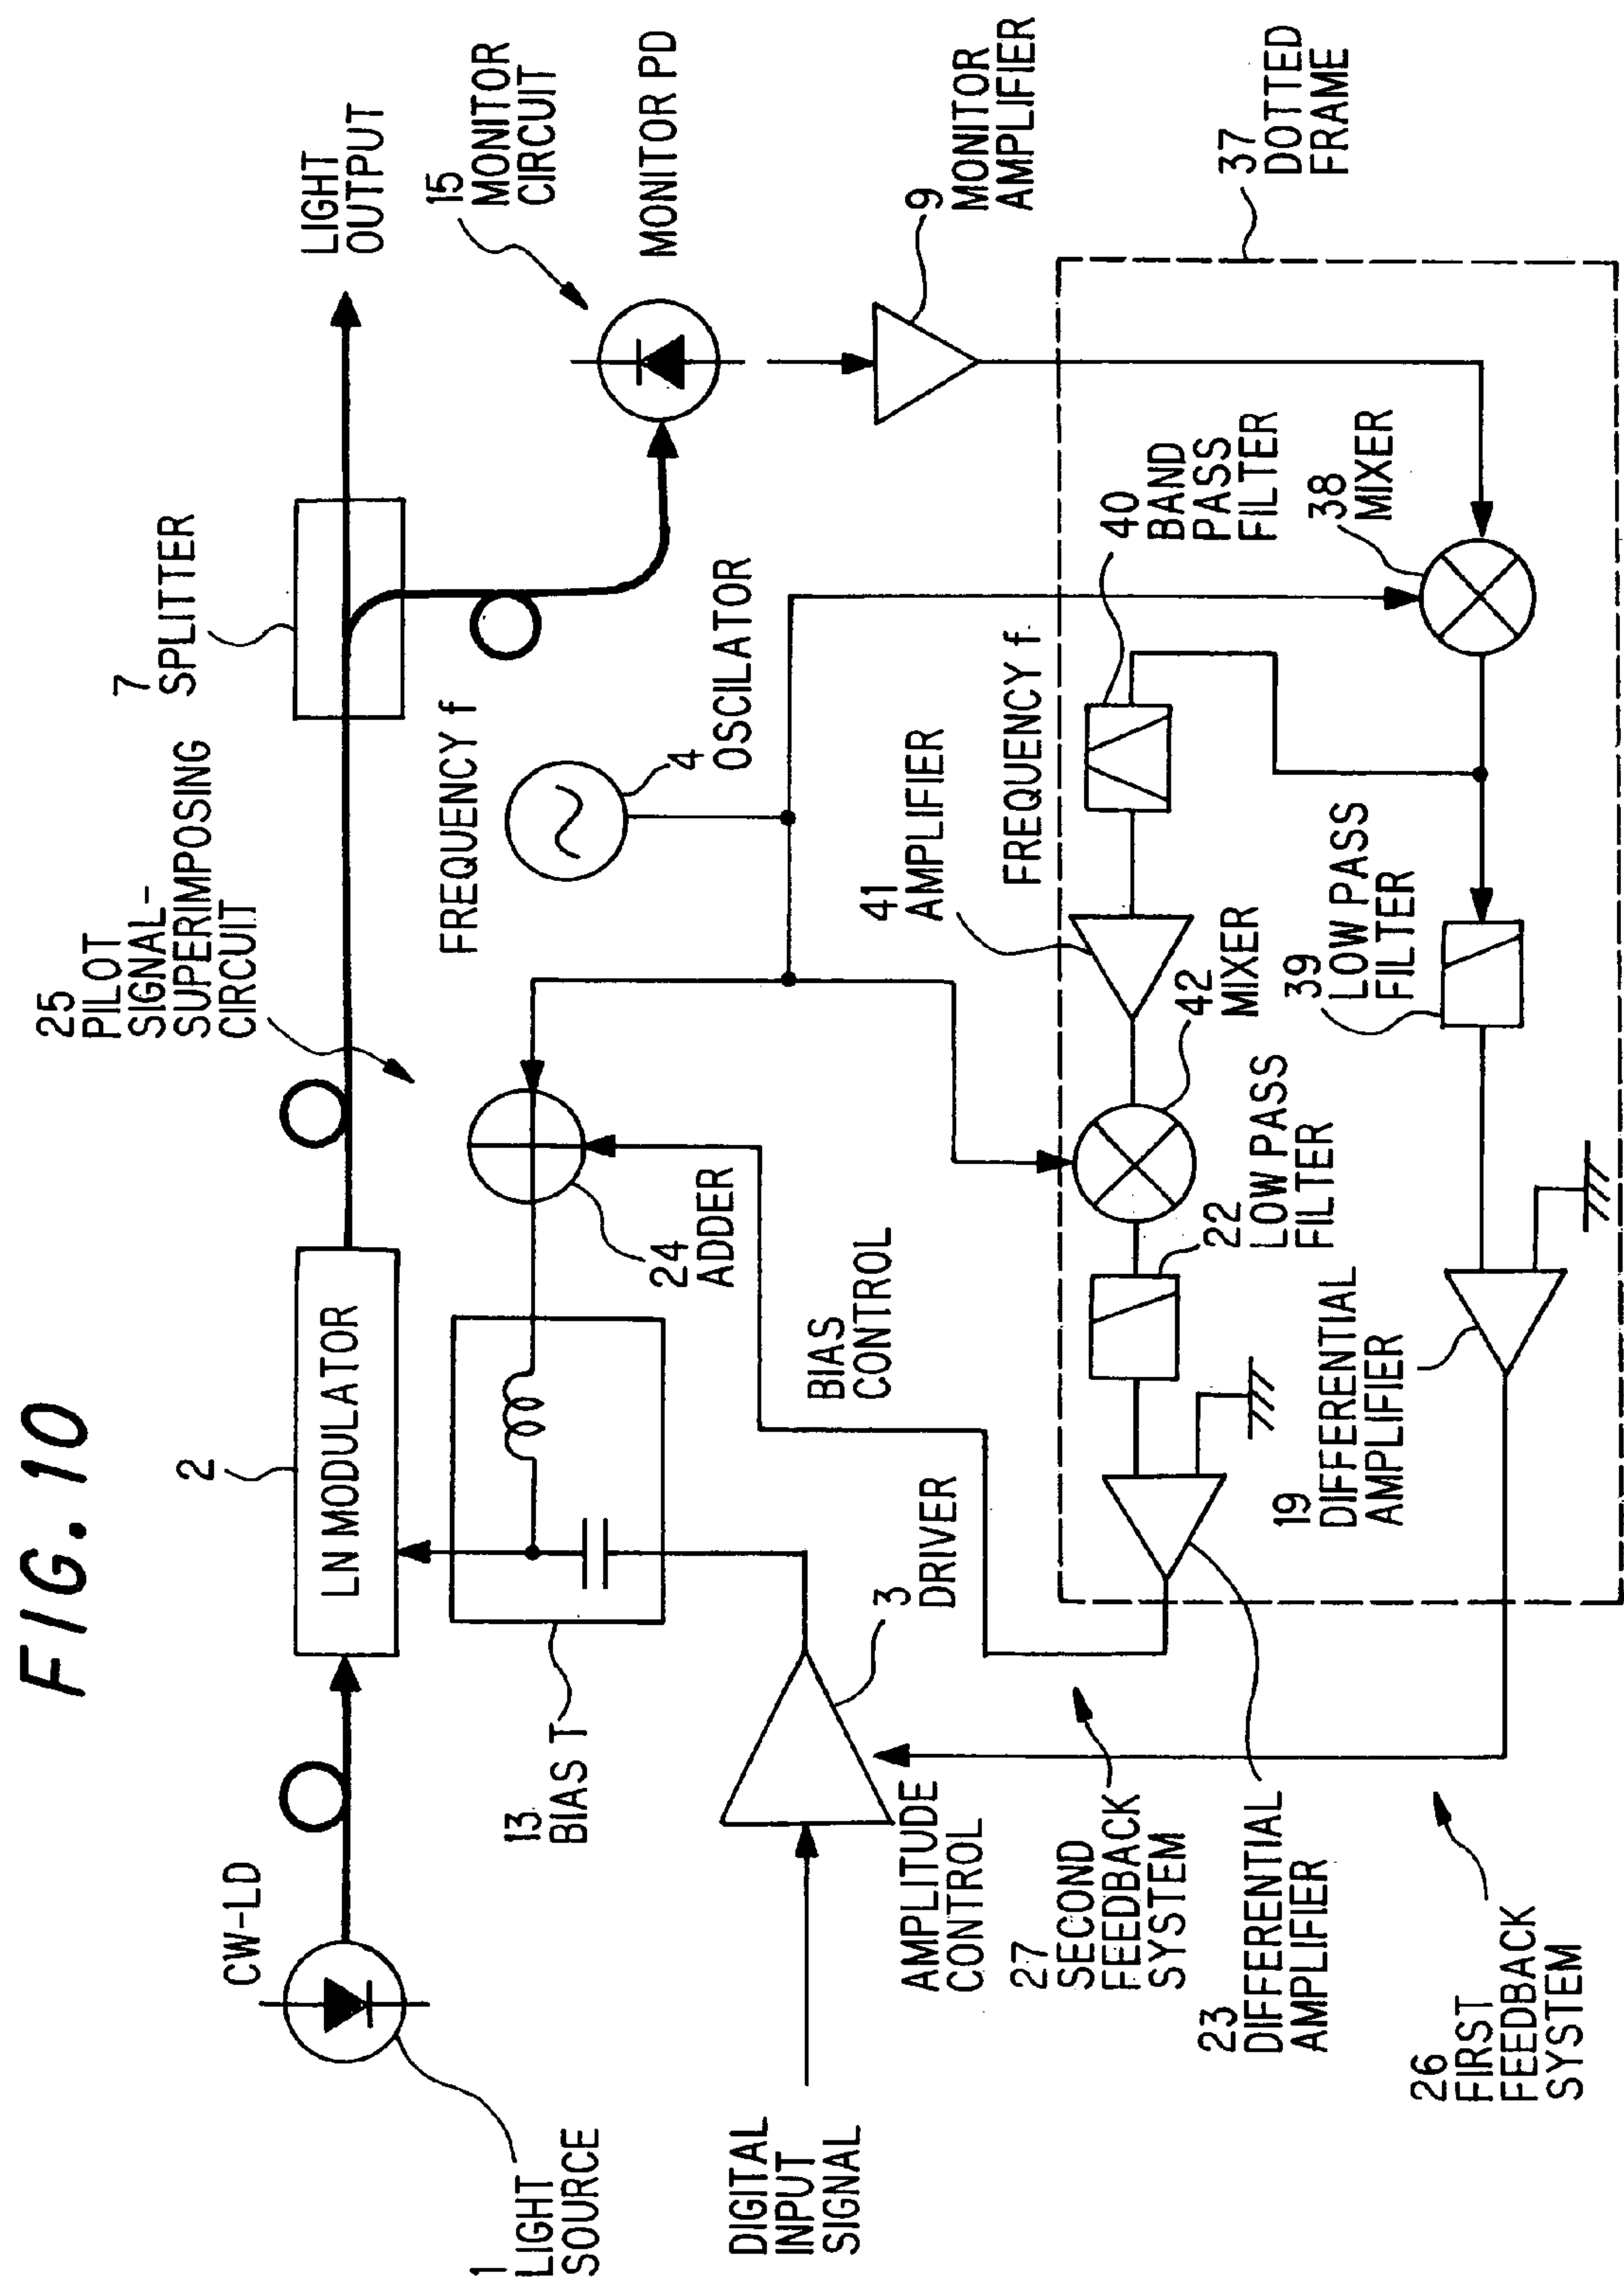 FIG. 10
1
LIGHT
SOURCE
CW-LD
2
LN MODULATOR
25
PILOT
SIGNAL-
SUPERIMPOSING
CIRCUIT
7
SPLITTER
LIGHT
OUTPUT
15
MONITOR
CIRCUIT
MONITOR PD
13
BIAS T
24
ADDER
FREQUENCY f
4
OSCILATOR
9
MONITOR
AMPLIFIER
DIGITAL
INPUT
SIGNAL
3
DRIVER
BIAS
CONTROL
AMPLITUDE
CONTROL
41
AMPLIFIER
FREQUENCY f
40
BAND
PASS
FILTER
37
DOTTED
FRAME
27
SECOND
FEEDBACK
SYSTEM
22
LOW PASS
FILTER
42
MIXER
38
MIXER
23
DIFFERENTIAL
AMPLIFIER
19
DIFFERENTIAL
AMPLIFIER
39
LOW PASS
FILTER
26
FIRST
FEEDBACK
SYSTEM